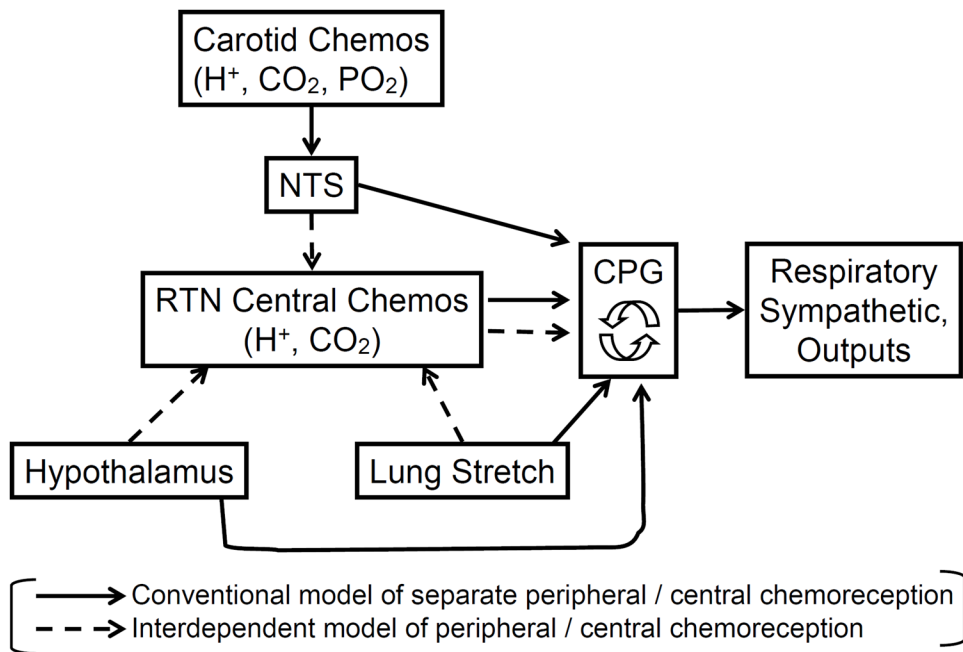 Carotid Chemos
(H⁺, CO₂, PO₂)
NTS
RTN Central Chemos
(H⁺, CO₂)
CPG
Respiratory
Sympathetic,
Outputs
Hypothalamus
Lung Stretch
Conventional model of separate peripheral / central chemoreception
Interdependent model of peripheral / central chemoreception